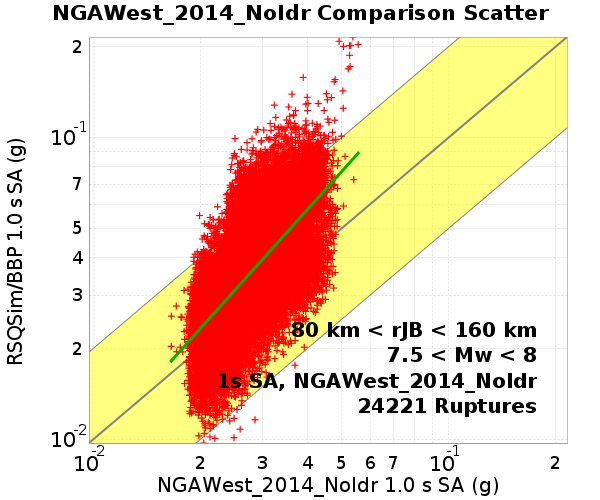 NGAWest_2014_NoIdr Comparison Scatter
RSQSim/BBP 1.0 s SA (g)
2
10^-1
7
5
4
3
2
10^-2
80 km < rJB < 160 km
7.5 < Mw < 8
1s SA, NGAWest_2014_NoIdr
24221 Ruptures
10^-2 2 3 4 5 6 7 10^-1 2
NGAWest_2014_NoIdr 1.0 s SA (g)